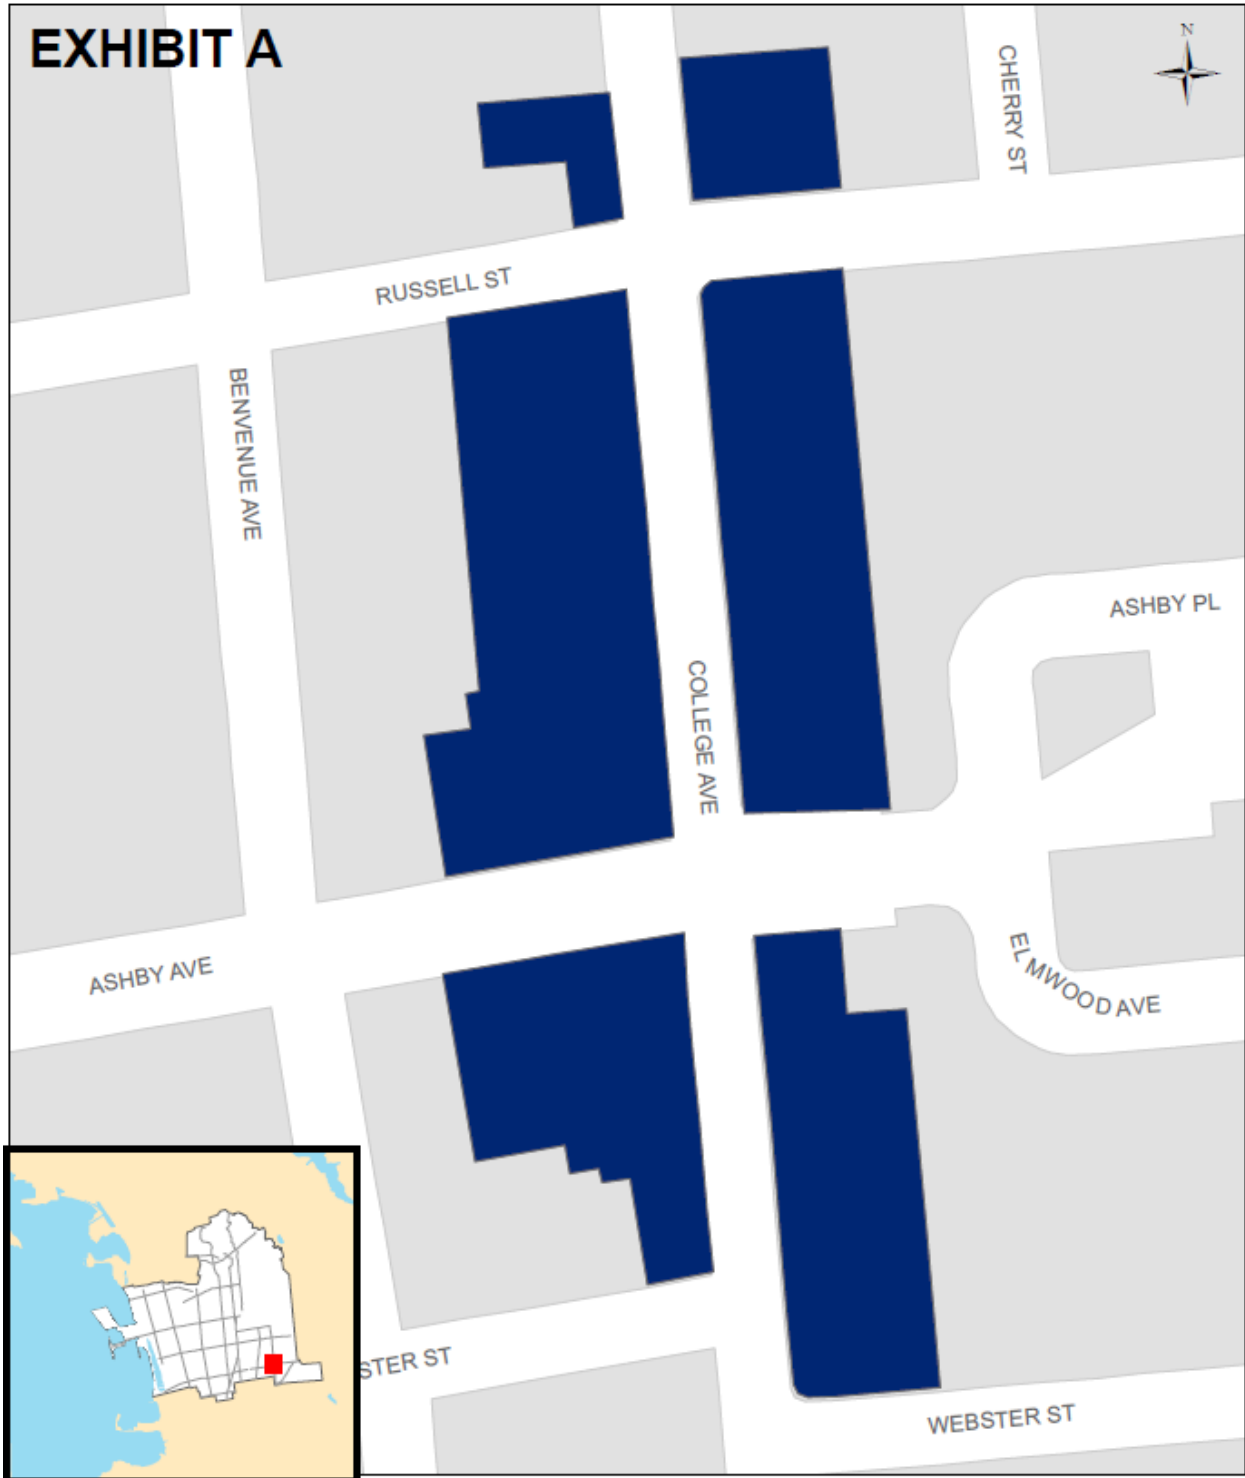 EXHIBIT A
N
CHERRY ST
RUSSELL ST
BENVENUE AVE
ASHBY PL
COLLEGE AVE
ASHBY AVE
ELMWOOD AVE
STER ST
WEBSTER ST